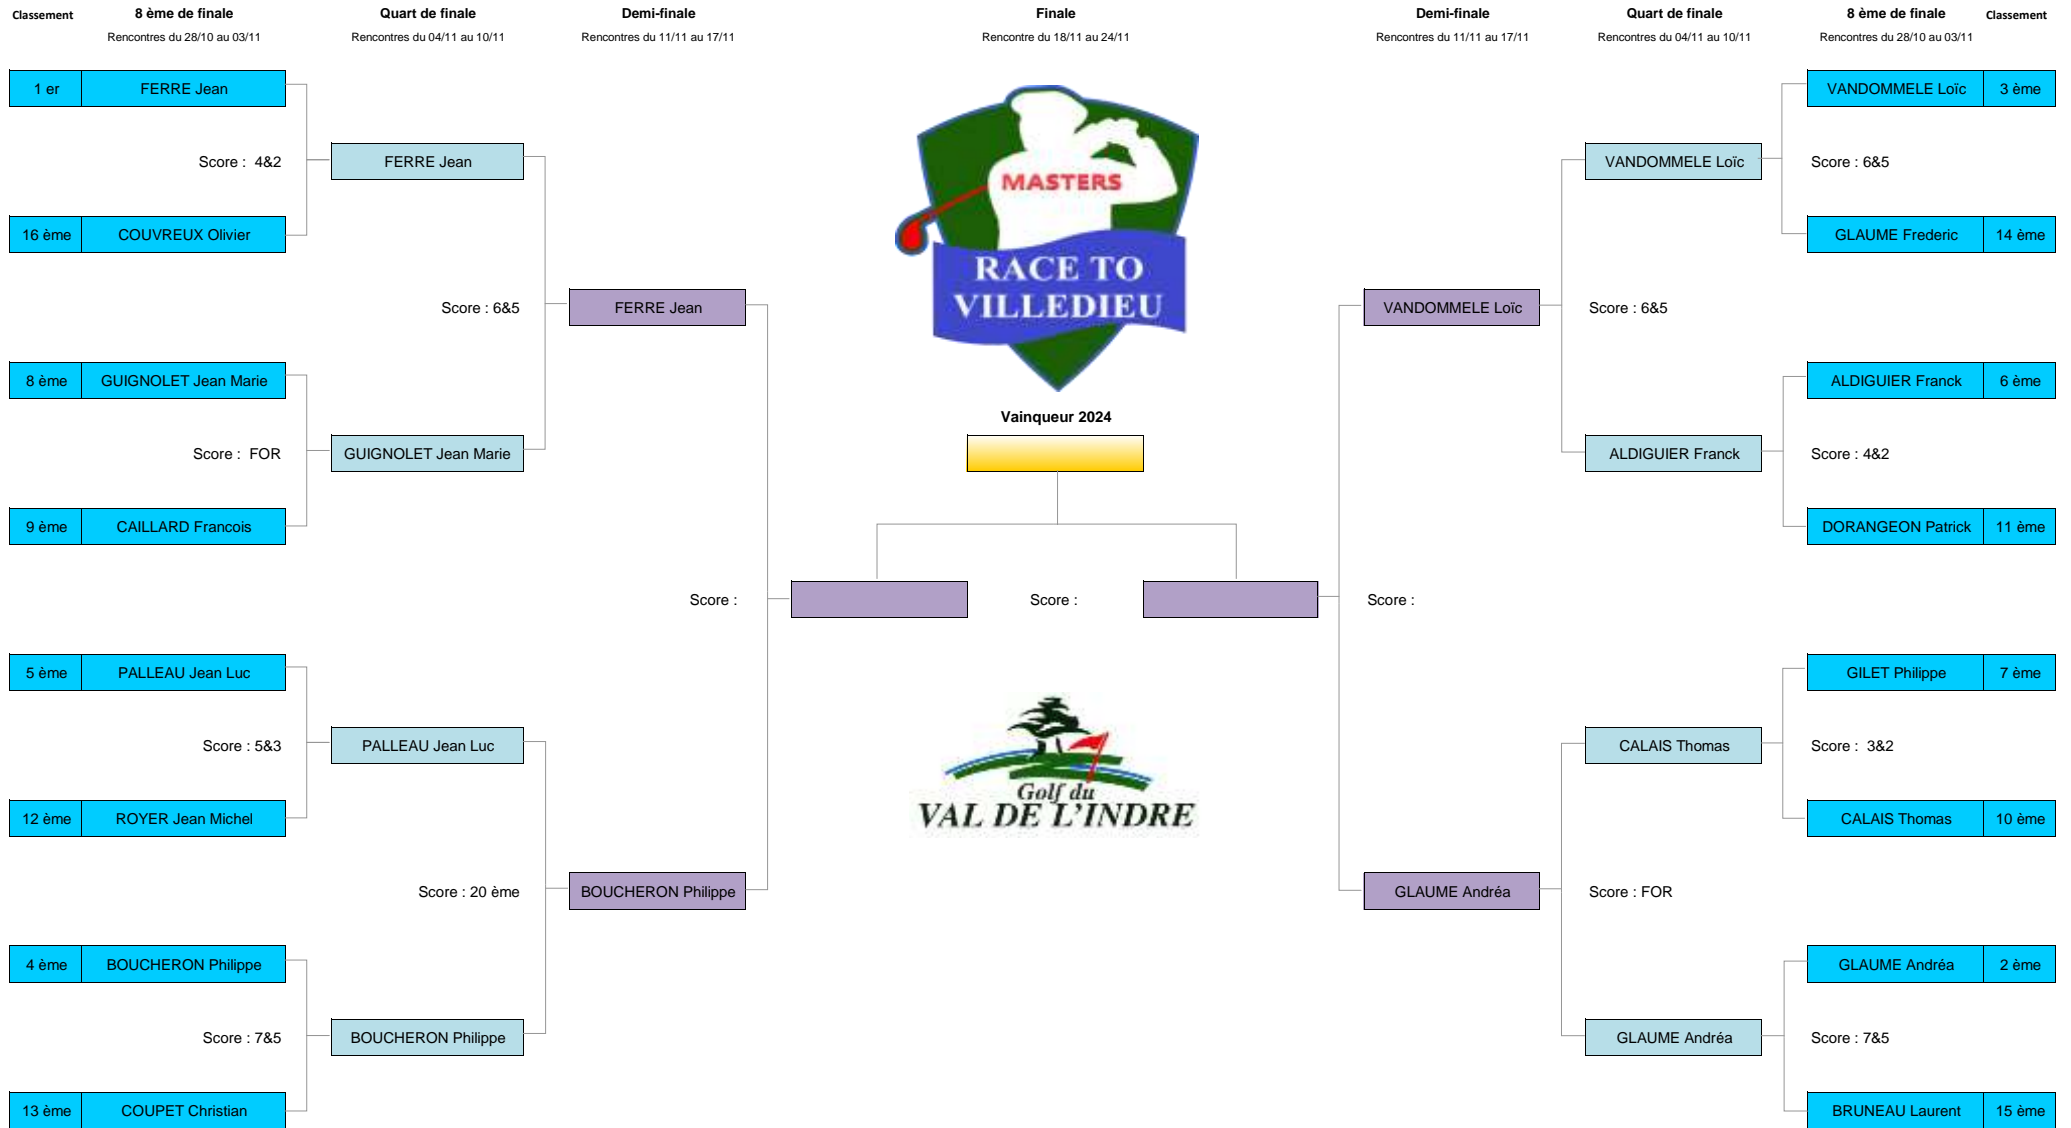 Classement 8 ème de finale Quart de finale Demi-finale Finale Demi-finale Quart de finale 8 ème de finale Classement
Rencontres du 28/10 au 03/11 Rencontres du 04/11 au 10/11 Rencontres du 11/11 au 17/11 Rencontre du 18/11 au 24/11 Rencontres du 11/11 au 17/11 Rencontres du 04/11 au 10/11 Rencontres du 28/10 au 03/11
1 er FERRE Jean VANDOMMELE Loïc 3 ème
Score : 4&2 FERRE Jean VANDOMMELE Loïc Score : 6&5
MASTERS
16 ème COUVREUX Olivier GLAUME Frederic 14 ème
RACE TO
VILLEDIEU
Score : 6&5 FERRE Jean VANDOMMELE Loïc Score : 6&5
8 ème GUIGNOLET Jean Marie ALDIGUIER Franck 6 ème
Vainqueur 2024
Score : FOR GUIGNOLET Jean Marie ALDIGUIER Franck Score : 4&2
9 ème CAILLARD Francois DORANGEON Patrick 11 ème
Score : Score : Score :
5 ème PALLEAU Jean Luc GILET Philippe 7 ème
Score : 5&3 PALLEAU Jean Luc CALAIS Thomas Score : 3&2
Golf du
VAL DE L'INDRE
12 ème ROYER Jean Michel CALAIS Thomas 10 ème
Score : 20 ème BOUCHERON Philippe GLAUME Andréa Score : FOR
4 ème BOUCHERON Philippe GLAUME Andréa 2 ème
Score : 7&5 BOUCHERON Philippe GLAUME Andréa Score : 7&5
13 ème COUPET Christian BRUNEAU Laurent 15 ème